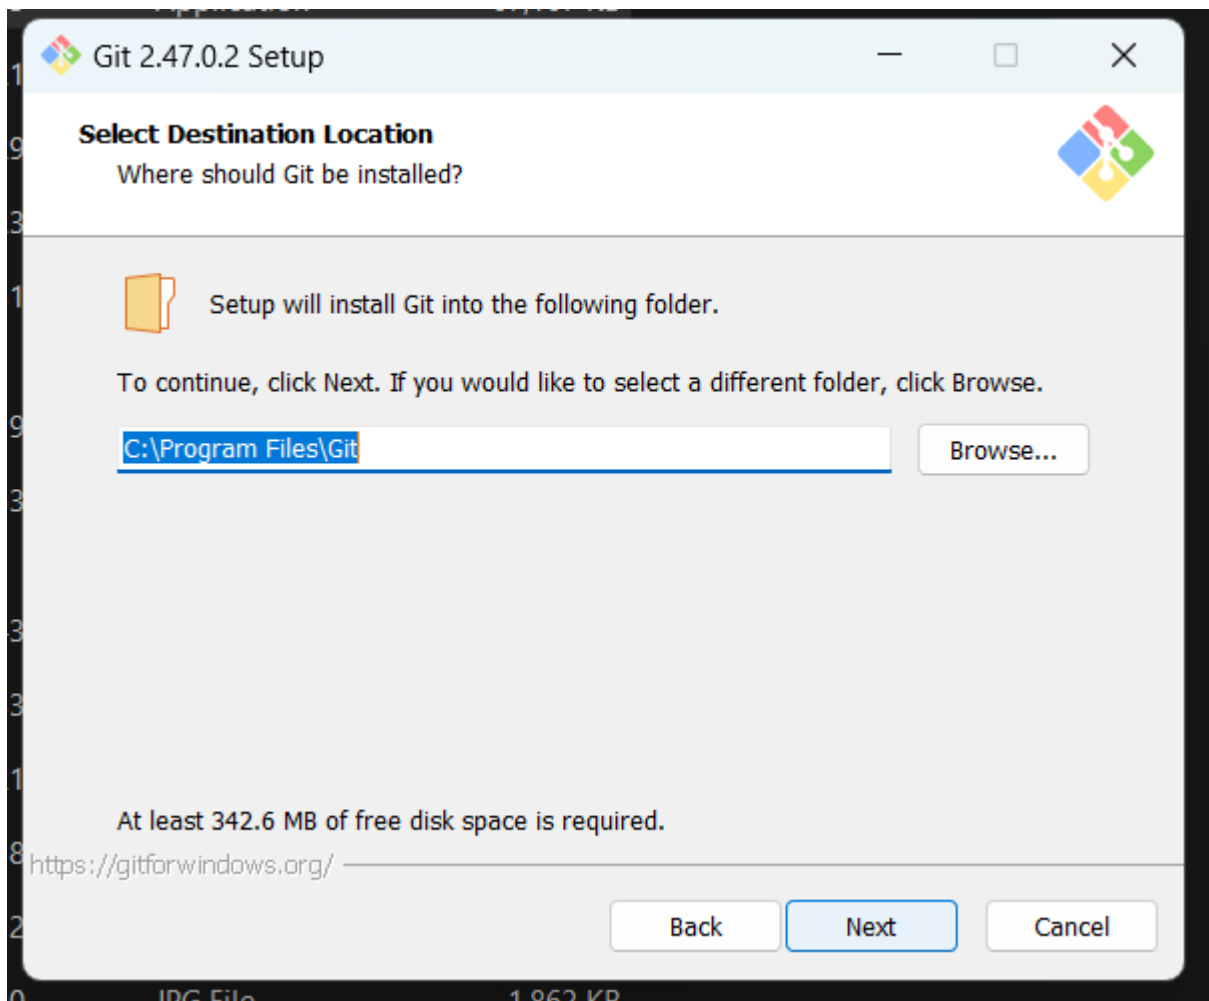 Git 2.47.0.2 Setup
Select Destination Location
Where should Git be installed?
Setup will install Git into the following folder.
To continue, click Next. If you would like to select a different folder, click Browse.
C:\Program Files\Git
Browse...
At least 342.6 MB of free disk space is required.
https://gitforwindows.org/
Back
Next
Cancel
JPG File